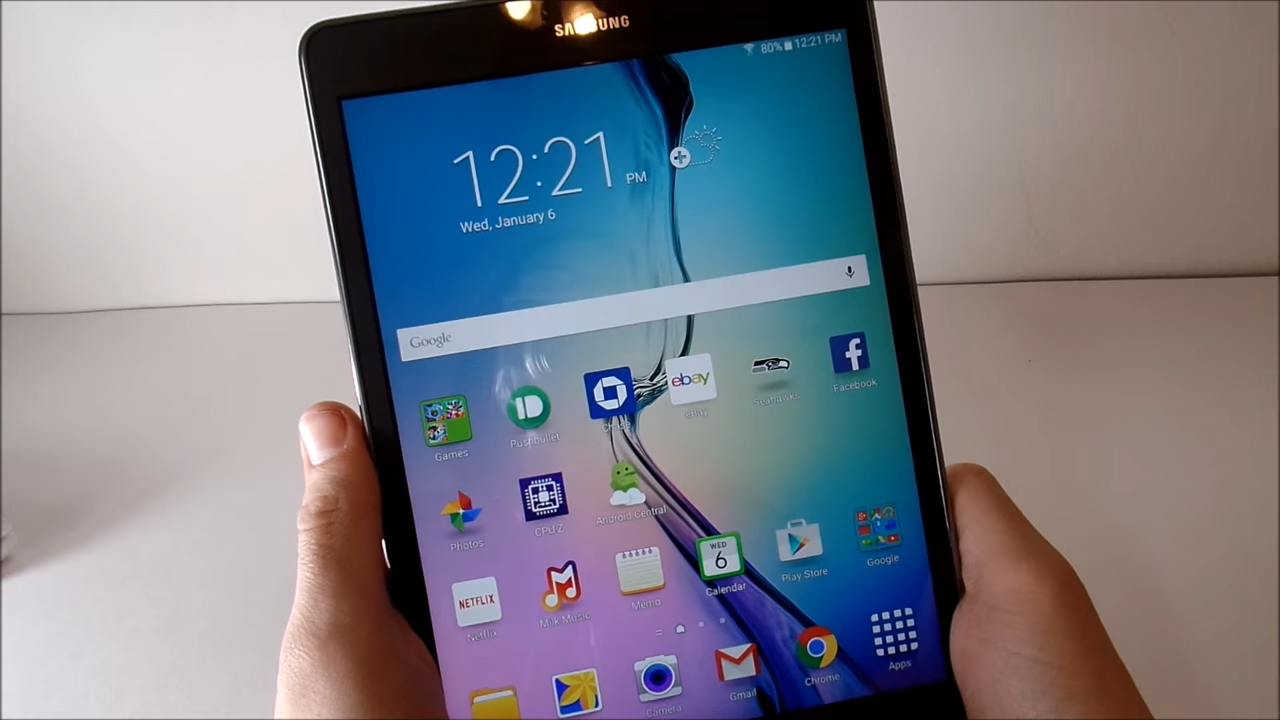 SAMSUNG
80% 12:21 PM
12:21 PM
Wed, January 6
Google
Games
Pushbullet
Chase
ebay
eBay
Seahawks
Facebook
Photos
CPU-Z
Android Central
NETFLIX
Netflix
Milk Music
Memo
WED
6
Calendar
Play Store
Google
Camera
Gmail
Chrome
Apps